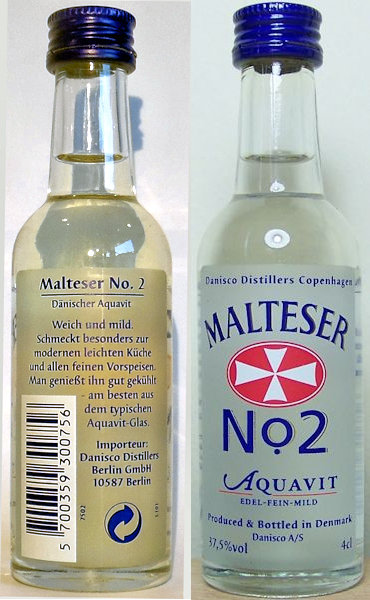 Malteser No. 2
Dänischer Aquavit
Weich und mild.
Schmeckt besonders zur
modernen leichten Küche
und allen feinen Vorspeisen.
Man genießt ihn gut gekühlt
- am besten aus
dem typischen
Aquavit-Glas.
Importeur:
Danisco Distillers
Berlin GmbH
10587 Berlin
5 700359 300756
7502
Danisco Distillers Copenhagen
MALTESER
No2
AQUAVIT
EDEL-FEIN-MILD
Produced & Bottled in Denmark
Danisco A/S
37,5%vol 4cl